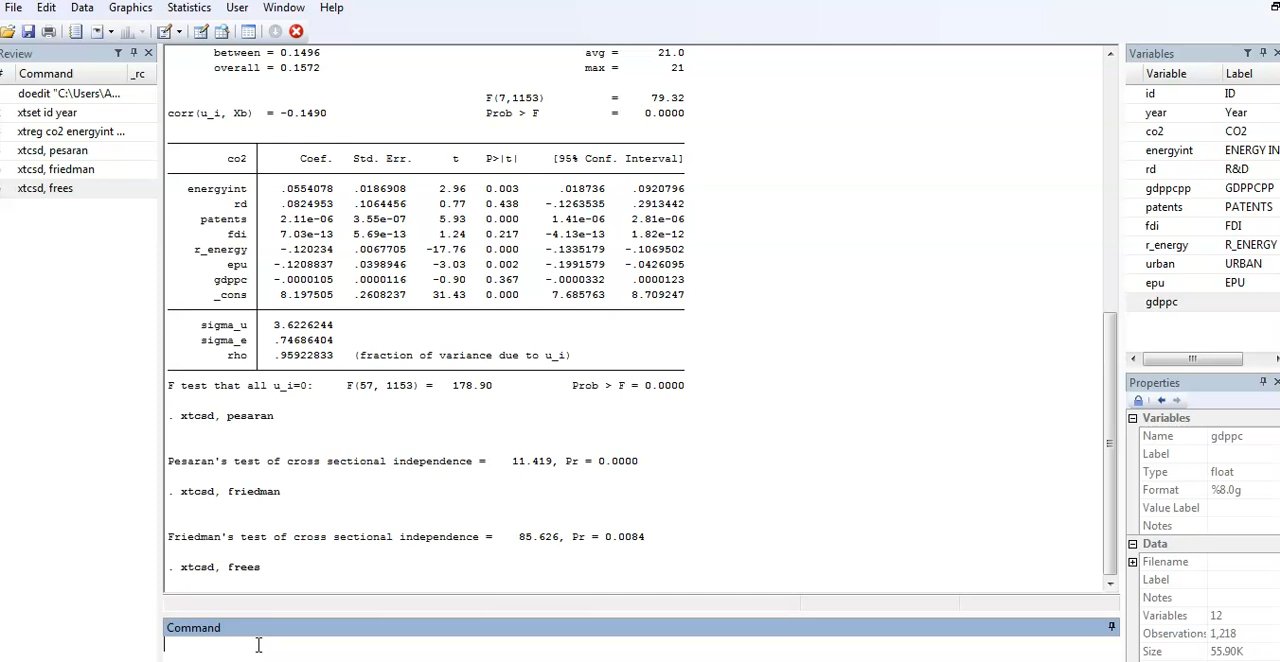 File Edit Data Graphics Statistics User Window Help
Review
# Command _rc
doedit "C:\Users\A...
xtset id year
xtreg co2 energyint ...
xtcsd, pesaran
xtcsd, friedman
xtcsd, frees
between = 0.1496 avg = 21.0
overall = 0.1572 max = 21
F(7,1153) = 79.32
corr(u_i, Xb) = -0.1490 Prob > F = 0.0000
co2 Coef. Std. Err. t P>|t| [95% Conf. Interval]
energyint .0554078 .0186908 2.96 0.003 .018736 .0920796
rd .0824953 .1064456 0.77 0.438 -.1263535 .2913442
patents 2.11e-06 3.55e-07 5.93 0.000 1.41e-06 2.81e-06
fdi 7.03e-13 5.69e-13 1.24 0.217 -4.13e-13 1.82e-12
r_energy -.120234 .0067705 -17.76 0.000 -.1335179 -.1069502
epu -.1208837 .0398946 -3.03 0.002 -.1991579 -.0426095
gdppc -.0000105 .0000116 -0.90 0.367 -.0000332 .0000123
_cons 8.197505 .2608237 31.43 0.000 7.685763 8.709247
sigma_u 3.6226244
sigma_e .74686404
rho .95922833 (fraction of variance due to u_i)
F test that all u_i=0: F(57, 1153) = 178.90 Prob > F = 0.0000
. xtcsd, pesaran
Pesaran's test of cross sectional independence = 11.419, Pr = 0.0000
. xtcsd, friedman
Friedman's test of cross sectional independence = 85.626, Pr = 0.0084
. xtcsd, frees
Command
Variables
Variable Label
id ID
year Year
co2 CO2
energyint ENERGY IN
rd R&D
gdppcpp GDPPCPP
patents PATENTS
fdi FDI
r_energy R_ENERGY
urban URBAN
epu EPU
gdppc
Properties
Variables
Name gdppc
Label
Type float
Format %8.0g
Value Label
Notes
Data
Filename
Label
Notes
Variables 12
Observations 1,218
Size 55.90K